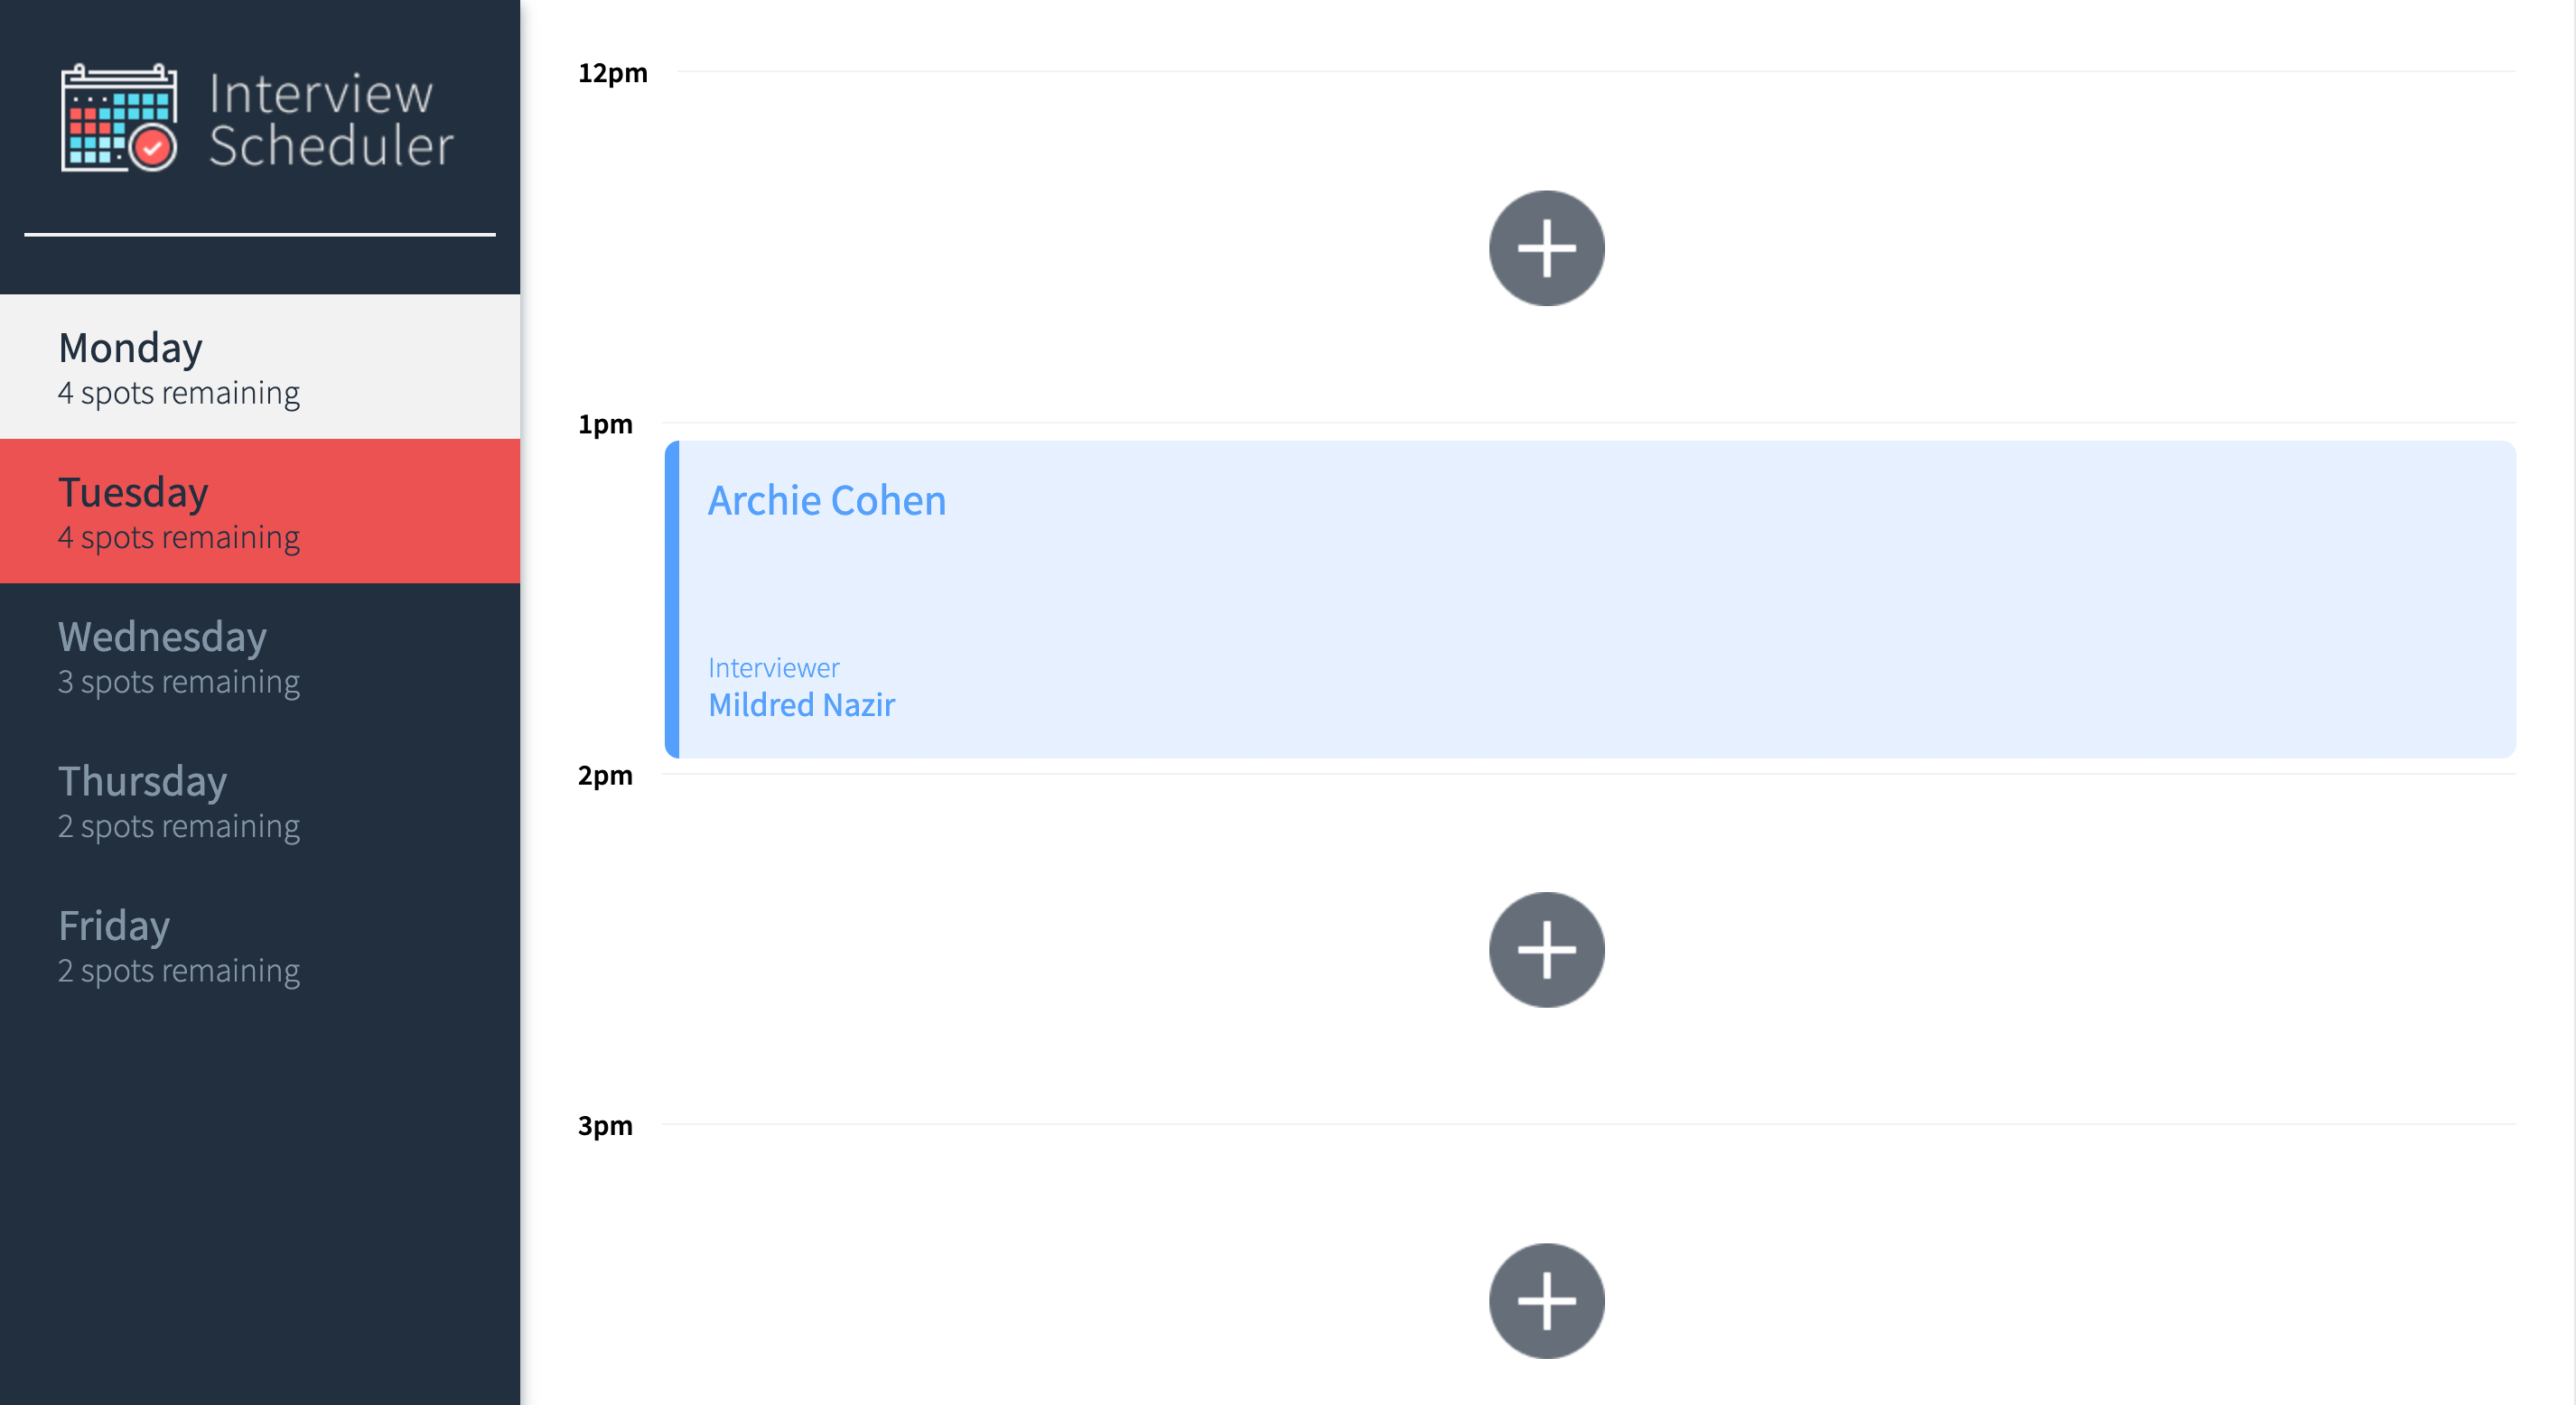 Interview
Scheduler
Monday
4 spots remaining
Tuesday
4 spots remaining
Wednesday
3 spots remaining
Thursday
2 spots remaining
Friday
2 spots remaining
12pm
1pm
Archie Cohen
Interviewer
Mildred Nazir
2pm
3pm